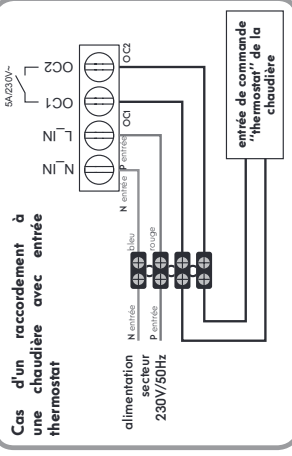 Cas d'un raccordement à
une chaudière avec entrée
thermostat
alimentation
secteur
230V/50Hz
N entrée
P entrée
bleu
rouge
N entrée
P entrée
OC1
OC2
N_IN
L_IN
OC1
OC2
5A/230V~
entrée de commande
"thermostat" de la
chaudière